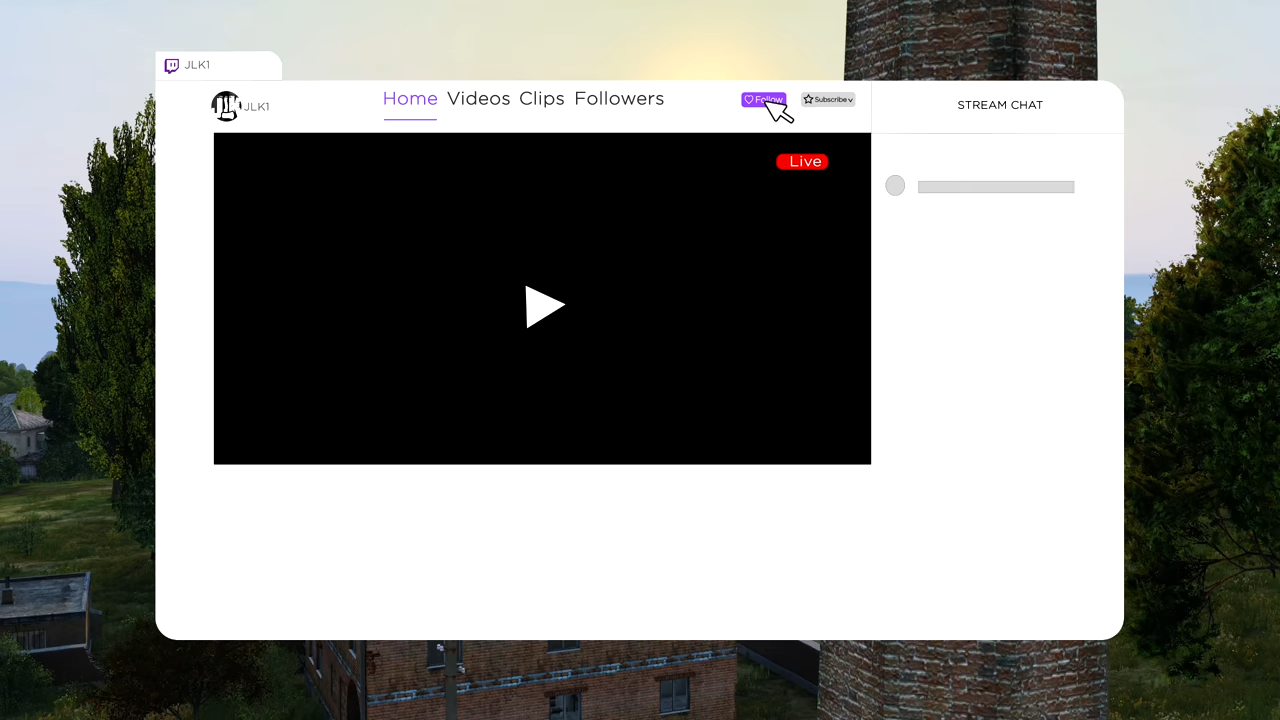 JLK1
JLK1
Home Videos Clips Followers
Follow
Subscribe
STREAM CHAT
Live